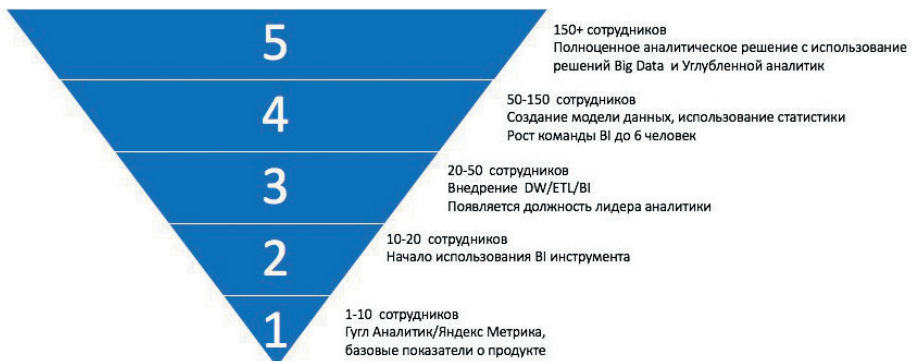 5
150+ сотрудников
Полноценное аналитическое решение с использование
решений Big Data и Углубленной аналитик
4
50-150 сотрудников
Создание модели данных, использование статистики
Рост команды BI до 6 человек
3
20-50 сотрудников
Внедрение DW/ETL/BI
Появляется должность лидера аналитики
2
10-20 сотрудников
Начало использования BI инструмента
1
1-10 сотрудников
Гугл Аналитик/Яндекс Метрика,
базовые показатели о продукте